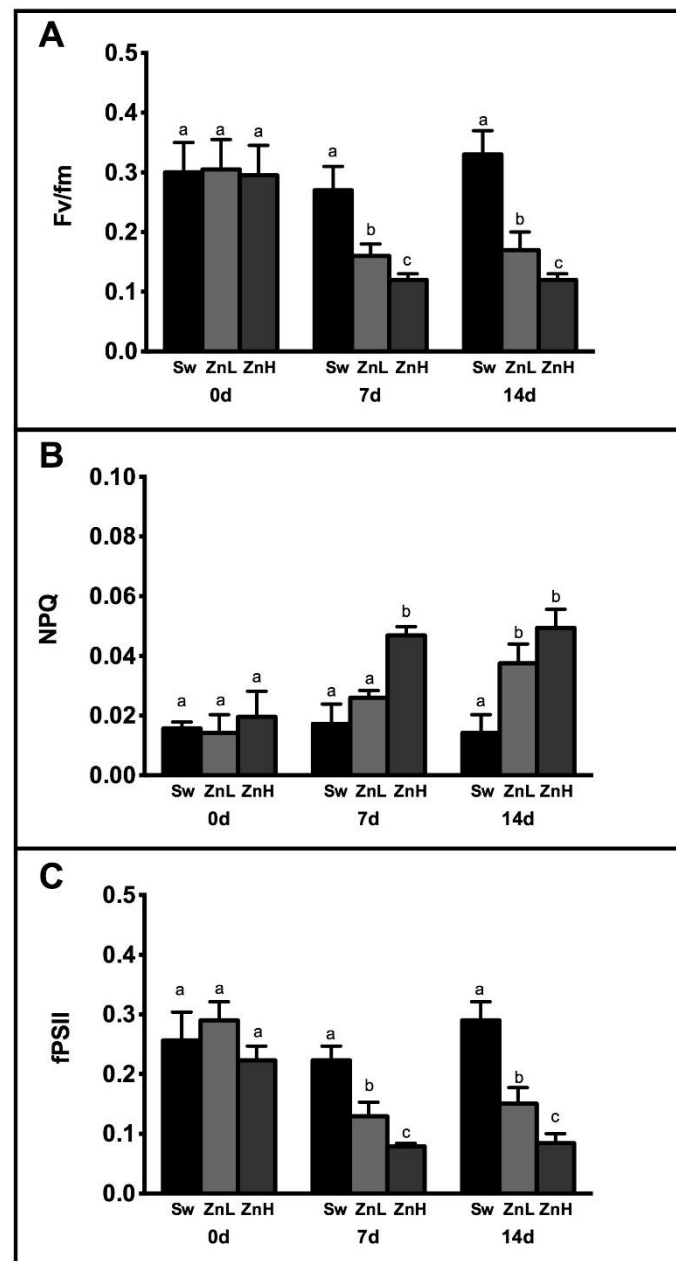 A
0.5
a a a a a
0.4
0.3
Fv/fm
b b
0.2
c c
0.1
0.0
Sw ZnL ZnH Sw ZnL ZnH Sw ZnL ZnH
0d 7d 14d
B
0.10
0.08
NPQ
0.06
b b b
0.04
a a a a a a
0.02
0.00
Sw ZnL ZnH Sw ZnL ZnH Sw ZnL ZnH
0d 7d 14d
C
0.5
0.4
a a a a a
0.3
fPSII
b b
0.2
c c
0.1
0.0
Sw ZnL ZnH Sw ZnL ZnH Sw ZnL ZnH
0d 7d 14d